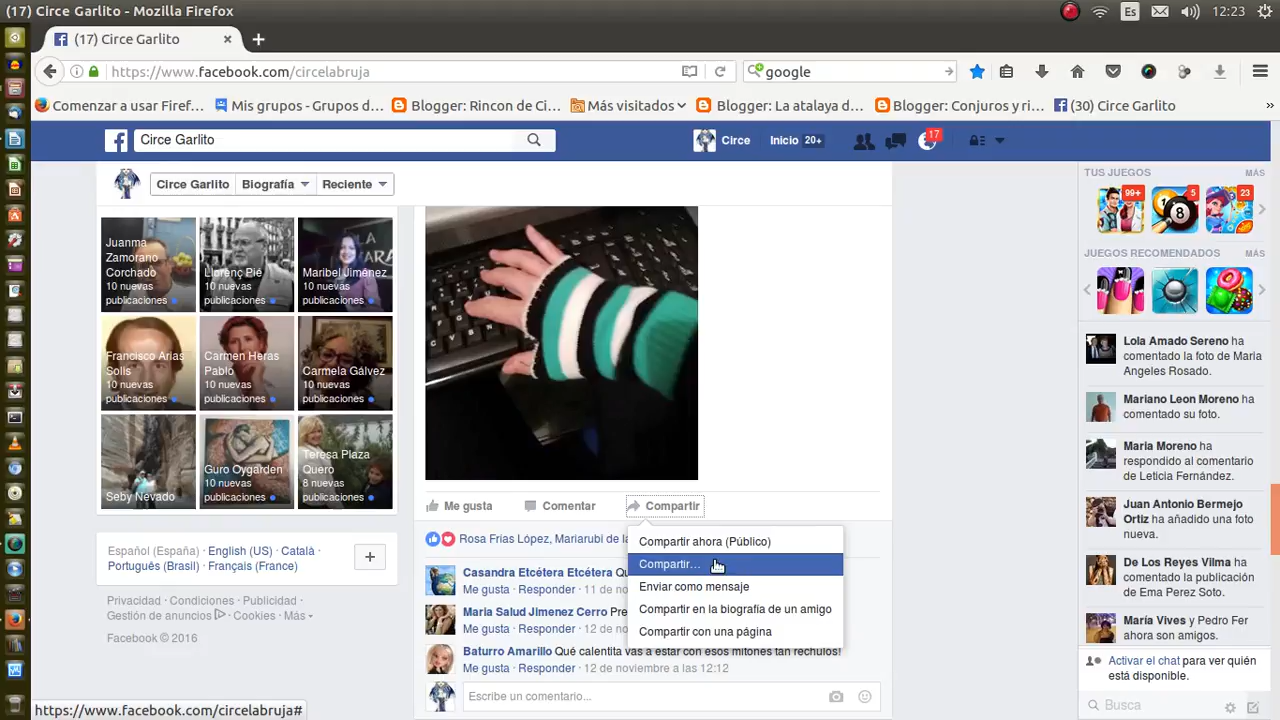 (17) Circe Garlito - Mozilla Firefox
Es
12:23
(17) Circe Garlito
https://www.facebook.com/circelabruja
google
Comenzar a usar Firef...
Mis grupos - Grupos d...
Blogger: Rincon de Ci...
Más visitados
Blogger: La atalaya d...
Blogger: Conjuros y ri...
(30) Circe Garlito
Circe Garlito
Circe
Inicio 20+
17
Circe Garlito
Biografía
Reciente
Juanma
Zamorano
Corchado
10 nuevas
publicaciones
Llorenç Pié
10 nuevas
publicaciones
Maribel Jiménez
10 nuevas
publicaciones
Francisco Arias
Solis
10 nuevas
publicaciones
Carmen Heras
Pablo
10 nuevas
publicaciones
Carmela Gálvez
10 nuevas
publicaciones
Seby Nevado
Guro Oygarden
10 nuevas
publicaciones
Teresa Plaza
Quero
8 nuevas
publicaciones
Español (España) · English (US) · Català ·
Português (Brasil) · Français (France)
Privacidad · Condiciones · Publicidad ·
Gestión de anuncios · Cookies · Más
Facebook © 2016
Me gusta
Comentar
Compartir
Compartir ahora (Público)
Compartir...
Enviar como mensaje
Compartir en la biografía de un amigo
Compartir con una página
Rosa Frías López, Mariarubi de la
Casandra Etcétera Etcétera Qu
Me gusta · Responder · 11 de no
Maria Salud Jimenez Cerro Pre
Me gusta · Responder · 12 de no
Baturro Amarillo Qué calentita vas a estar con esos mitones tan rechulos!
Me gusta · Responder · 12 de noviembre a las 12:12
Escribe un comentario...
TUS JUEGOS
MÁS
99+
5
23
JUEGOS RECOMENDADOS
MÁS
Lola Amado Sereno ha
comentado la foto de Maria
Angeles Rosado.
Mariano Leon Moreno ha
comentado su foto.
Maria Moreno ha
respondido al comentario
de Leticia Fernández.
Juan Antonio Bermejo
Ortiz ha añadido una foto
nueva.
De Los Reyes Vilma ha
comentado la publicación
de Ema Perez Soto.
María Vives y Pedro Fer
ahora son amigos.
Activar el chat para ver quién
está disponible.
Busca
https://www.facebook.com/circelabruja#